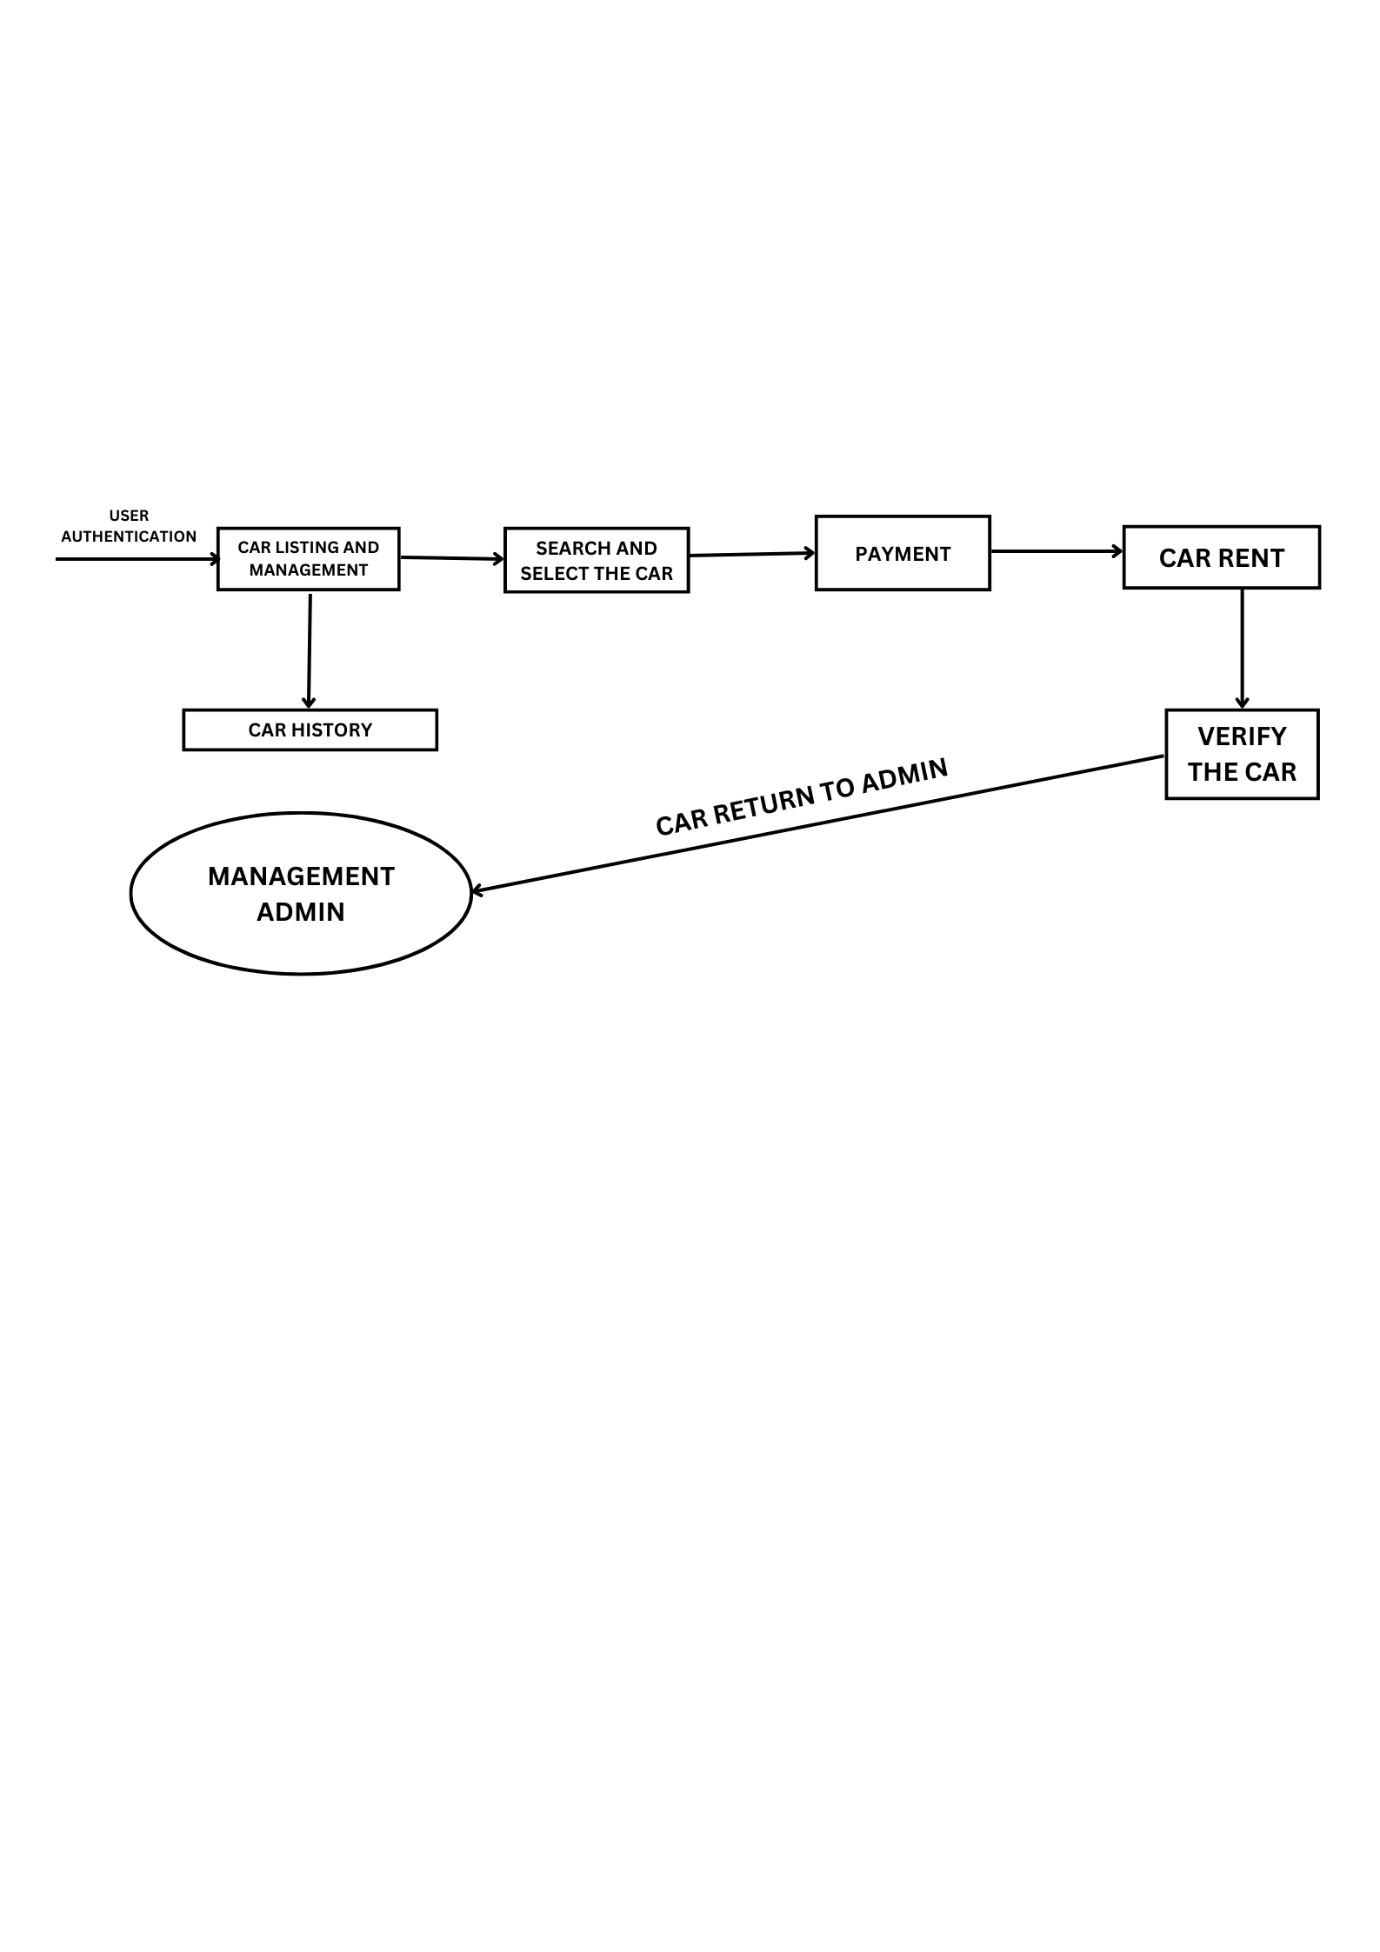 USER
AUTHENTICATION
CAR LISTING AND
MANAGEMENT
SEARCH AND
SELECT THE CAR
PAYMENT
CAR RENT
CAR HISTORY
VERIFY
THE CAR
CAR RETURN TO ADMIN
MANAGEMENT
ADMIN